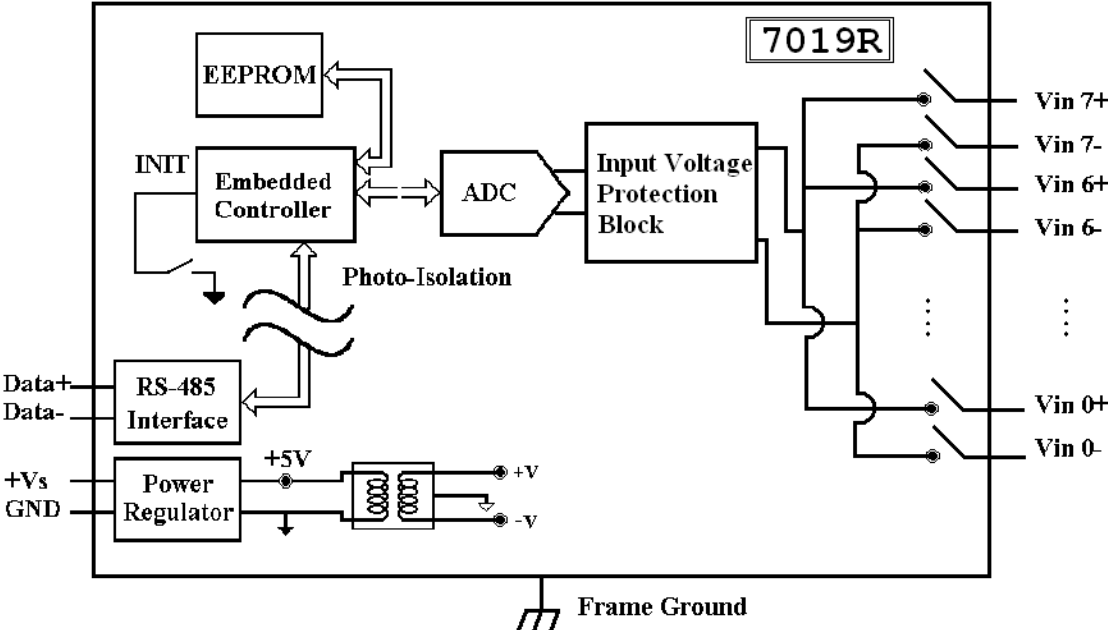 7019R
EEPROM
Vin 7+
Vin 7-
INIT
Embedded
Controller
ADC
Input Voltage
Protection
Block
Vin 6+
Vin 6-
Photo-Isolation
Data+
Data-
RS-485
Interface
Vin 0+
Vin 0-
+Vs
GND
Power
Regulator
+5V
+V
-V
Frame Ground